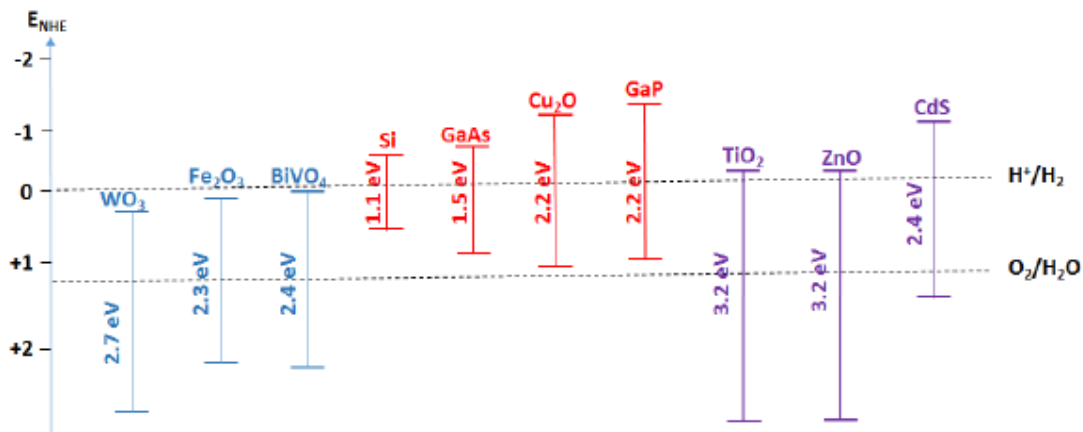 E_NHE
-2
-1
0
+1
+2
WO₃
2.7 eV
Fe₂O₃
2.3 eV
BiVO₄
2.4 eV
Si
1.1 eV
GaAs
1.5 eV
Cu₂O
2.2 eV
GaP
2.2 eV
TiO₂
3.2 eV
ZnO
3.2 eV
CdS
2.4 eV
H⁺/H₂
O₂/H₂O